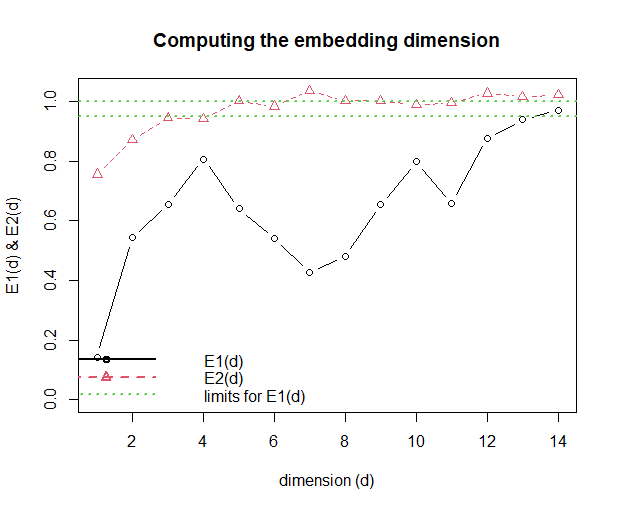 Computing the embedding dimension
E1(d) & E2(d)
1.0
0.8
0.6
0.4
0.2
0.0
E1(d)
E2(d)
limits for E1(d)
2 4 6 8 10 12 14
dimension (d)